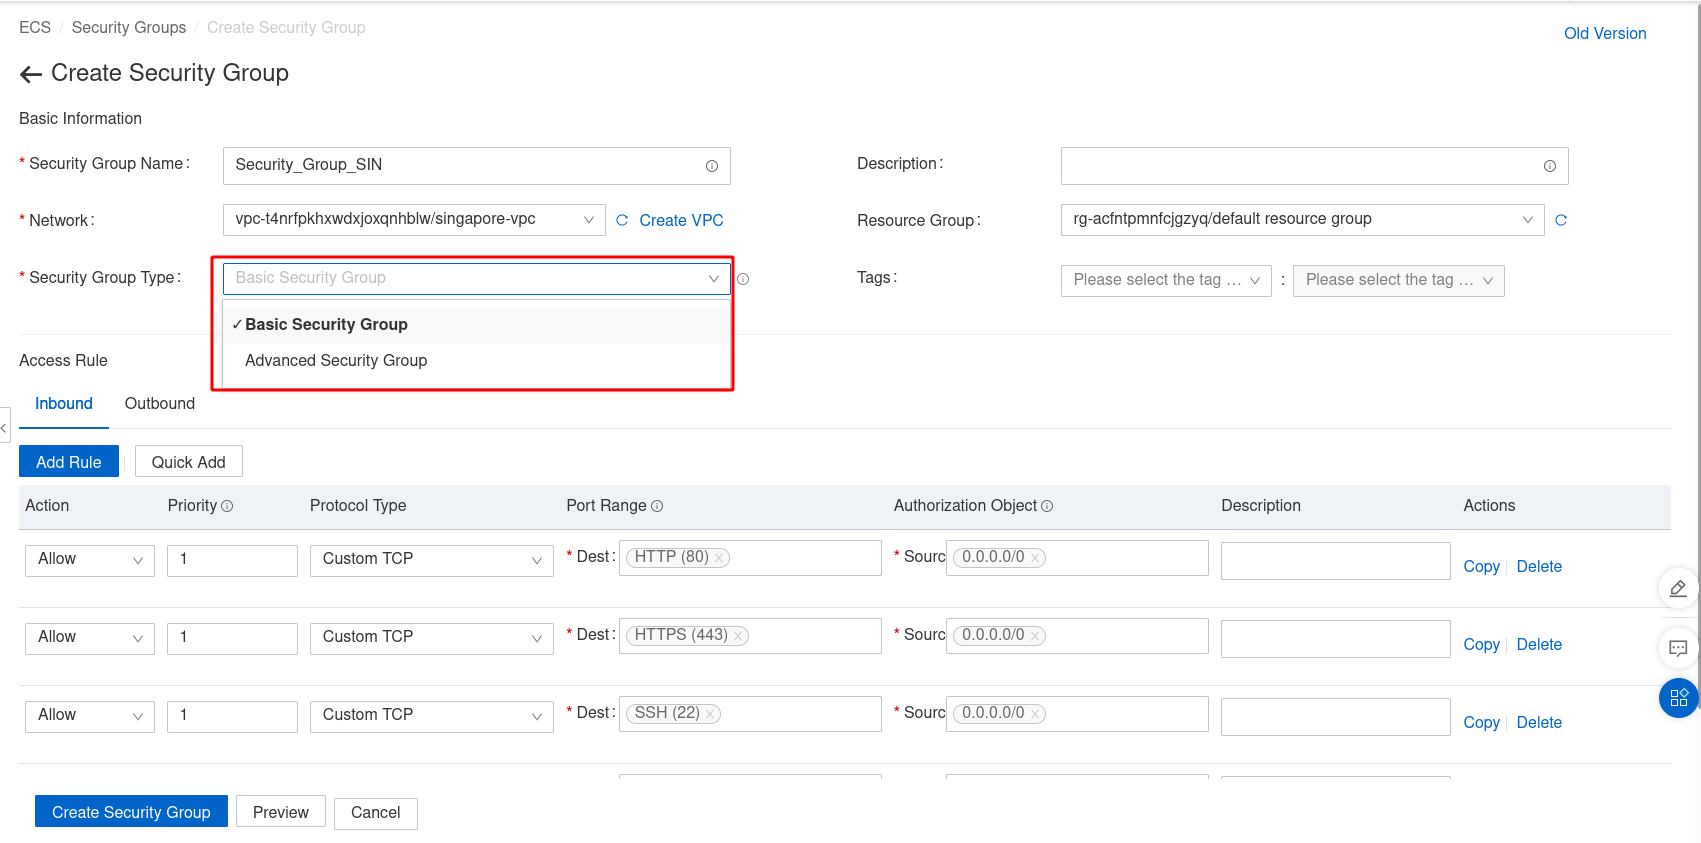 ECS / Security Groups / Create Security Group
Old Version
Create Security Group
Basic Information
* Security Group Name :
Security_Group_SIN
Description :
* Network :
vpc-t4nrfpkhxwdxjoxqnhblw/singapore-vpc
Create VPC
Resource Group :
rg-acfntpmnfcjgzyq/default resource group
* Security Group Type :
Basic Security Group
✓ Basic Security Group
Advanced Security Group
Tags :
Please select the tag ... : Please select the tag ...
Access Rule
Inbound Outbound
Add Rule Quick Add
Action Priority Protocol Type Port Range Authorization Object Description Actions
Allow 1 Custom TCP * Dest : HTTP (80) × * Sourc 0.0.0.0/0 × Copy Delete
Allow 1 Custom TCP * Dest : HTTPS (443) × * Sourc 0.0.0.0/0 × Copy Delete
Allow 1 Custom TCP * Dest : SSH (22) × * Sourc 0.0.0.0/0 × Copy Delete
Create Security Group Preview Cancel